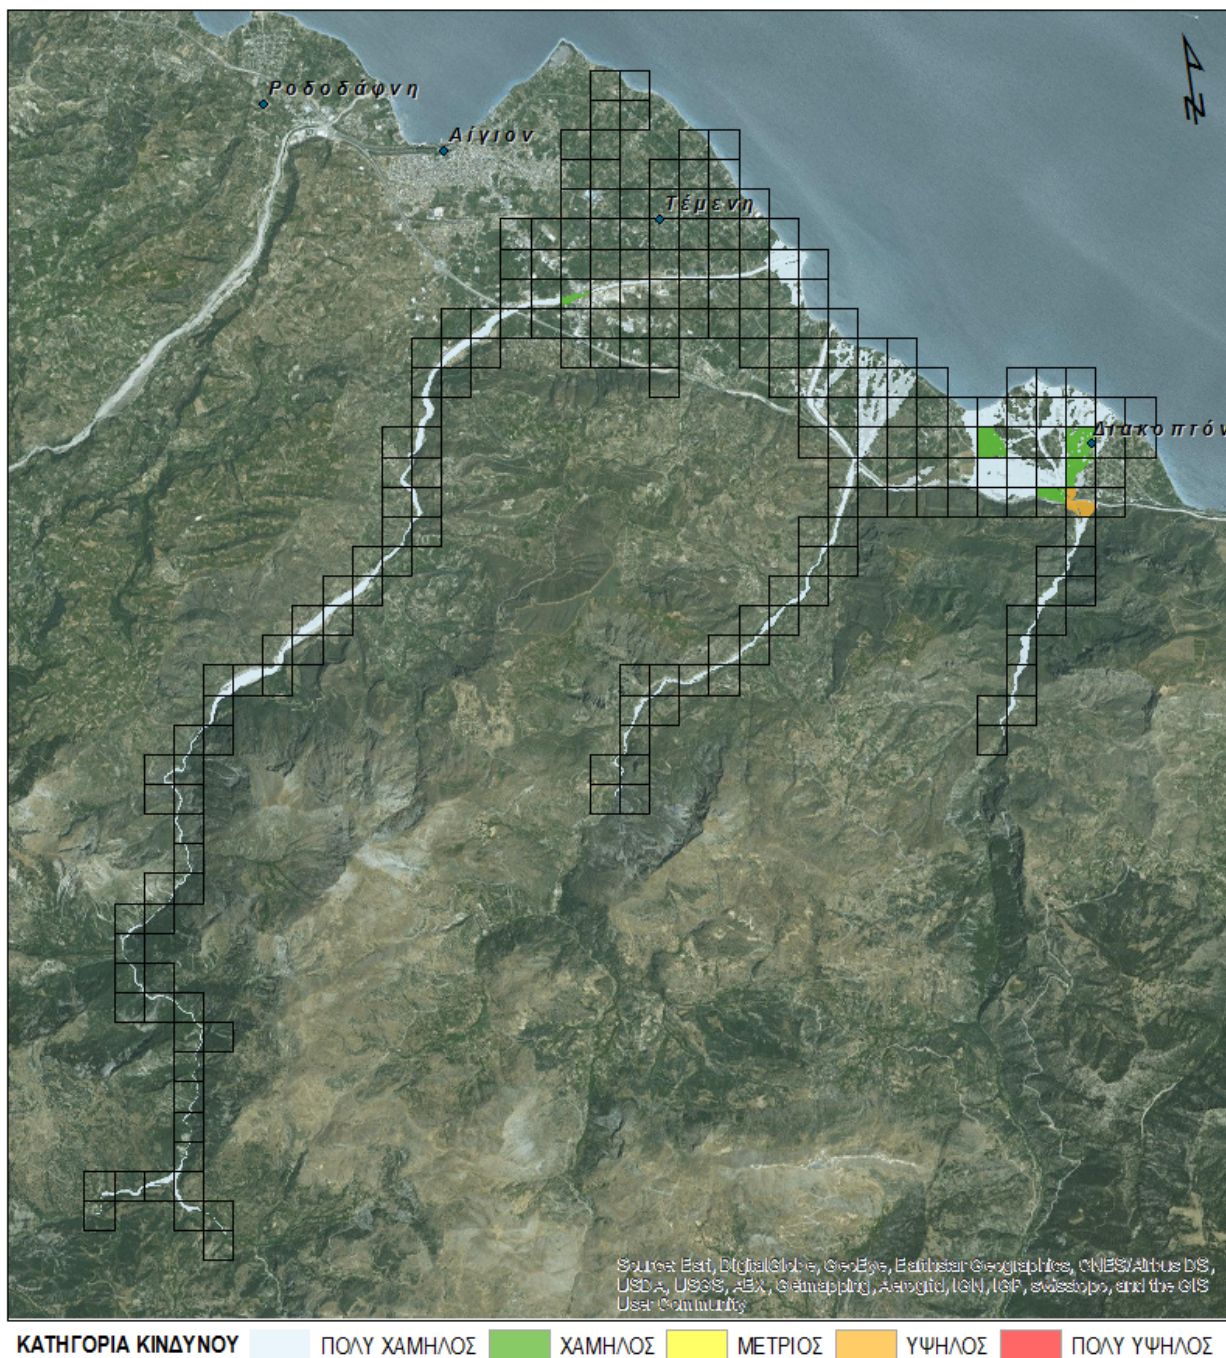 Ροδοδάφνη
Αίγιον
Τέμενη
Διακοπτόν
Source: Esri, DigitalGlobe, GeoEye, Earthstar Geographics, CNES/Airbus DS,
USDA, USGS, AEX, Getmapping, Aerogrid, IGN, IGP, swisstopo, and the GIS
User Community
ΚΑΤΗΓΟΡΙΑ ΚΙΝΔΥΝΟΥ ΠΟΛΥ ΧΑΜΗΛΟΣ ΧΑΜΗΛΟΣ ΜΕΤΡΙΟΣ ΥΨΗΛΟΣ ΠΟΛΥ ΥΨΗΛΟΣ